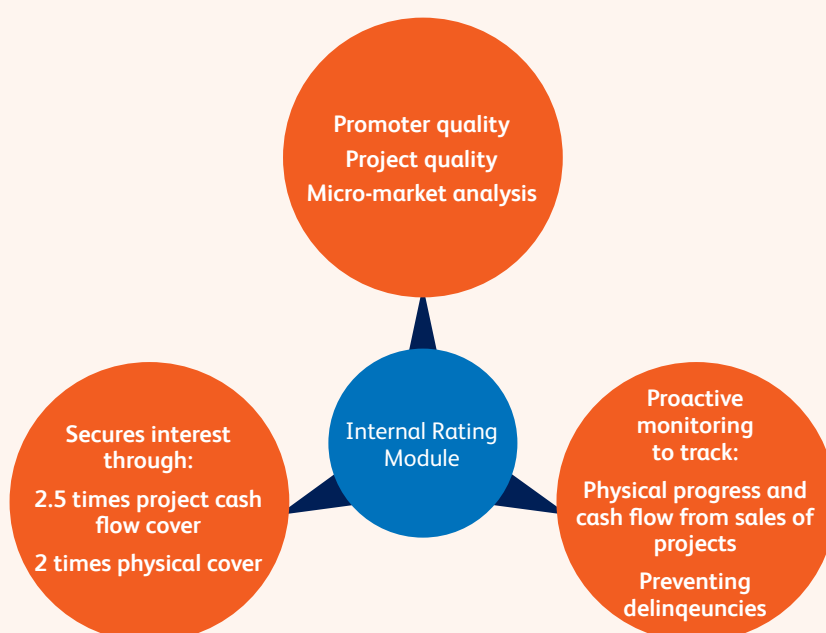 Promoter quality
Project quality
Micro-market analysis
Internal Rating
Module
Secures interest
through:
2.5 times project cash
flow cover
2 times physical cover
Proactive
monitoring
to track:
Physical progress and
cash flow from sales of
projects
Preventing
delinqeuncies